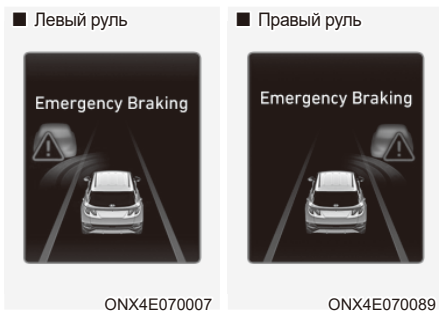 ■ Левый руль
Emergency Braking
ONX4E070007
■ Правый руль
Emergency Braking
ONX4E070089